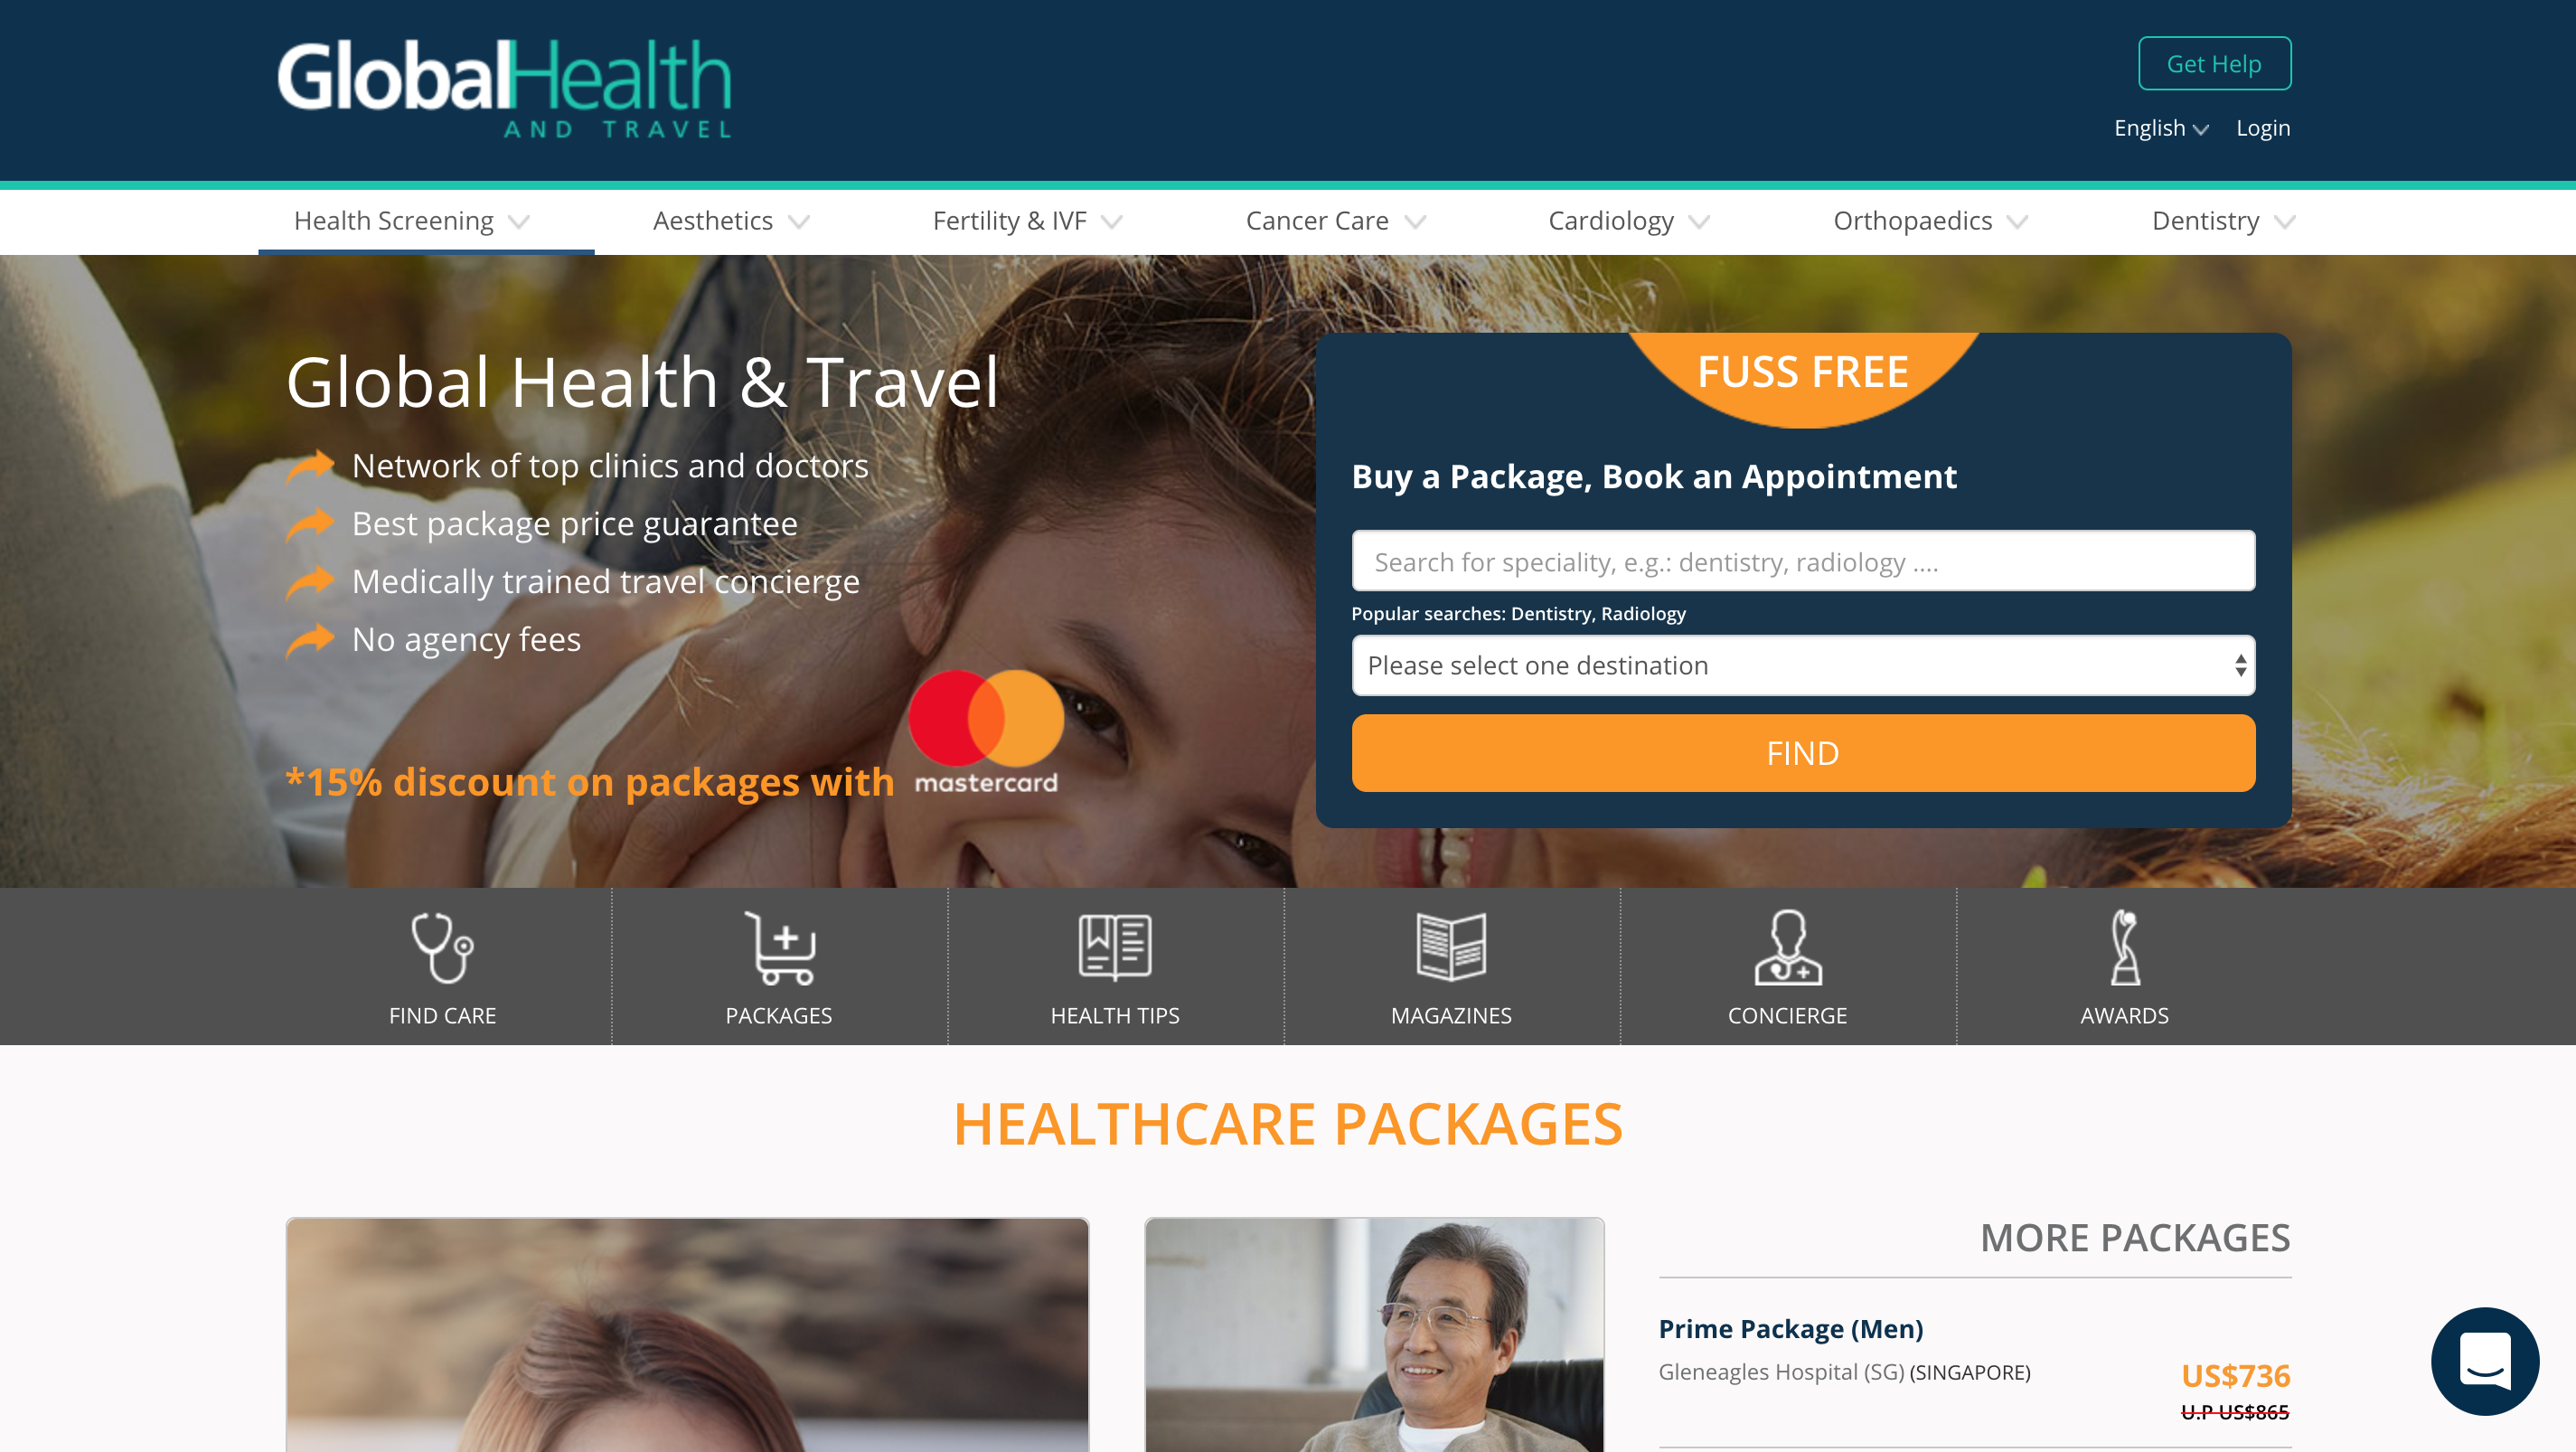 GlobalHealth
AND TRAVEL
Get Help
English
Login
Health Screening
Aesthetics
Fertility & IVF
Cancer Care
Cardiology
Orthopaedics
Dentistry
Global Health & Travel
Network of top clinics and doctors
Best package price guarantee
Medically trained travel concierge
No agency fees
*15% discount on packages with
mastercard
FUSS FREE
Buy a Package, Book an Appointment
Search for speciality, e.g.: dentistry, radiology ....
Popular searches: Dentistry, Radiology
Please select one destination
FIND
FIND CARE
PACKAGES
HEALTH TIPS
MAGAZINES
CONCIERGE
AWARDS
HEALTHCARE PACKAGES
MORE PACKAGES
Prime Package (Men)
Gleneagles Hospital (SG) (SINGAPORE)
US$736
U.P US$865